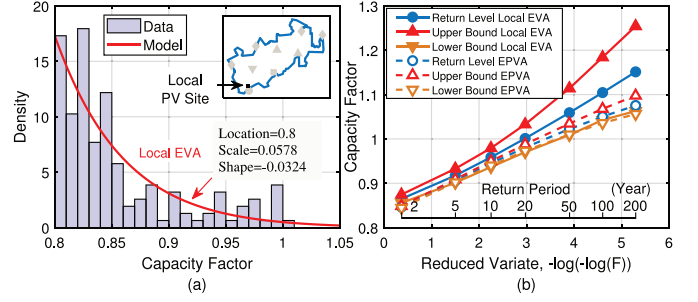 20
15
10
5
0
Density
Data
Model
Local
PV Site
Local EVA
Location=0.8
Scale=0.0578
Shape=-0.0324
0.8 0.85 0.9 0.95 1 1.05
Capacity Factor
(a)
1.3
1.2
1.1
1
0.9
0.8
Capacity Factor
Return Level Local EVA
Upper Bound Local EVA
Lower Bound Local EVA
Return Level EPVA
Upper Bound EPVA
Lower Bound EPVA
Return Period (Year)
2 5 10 20 50 100 200
0 1 2 3 4 5 6
Reduced Variate, -log(-log(F))
(b)